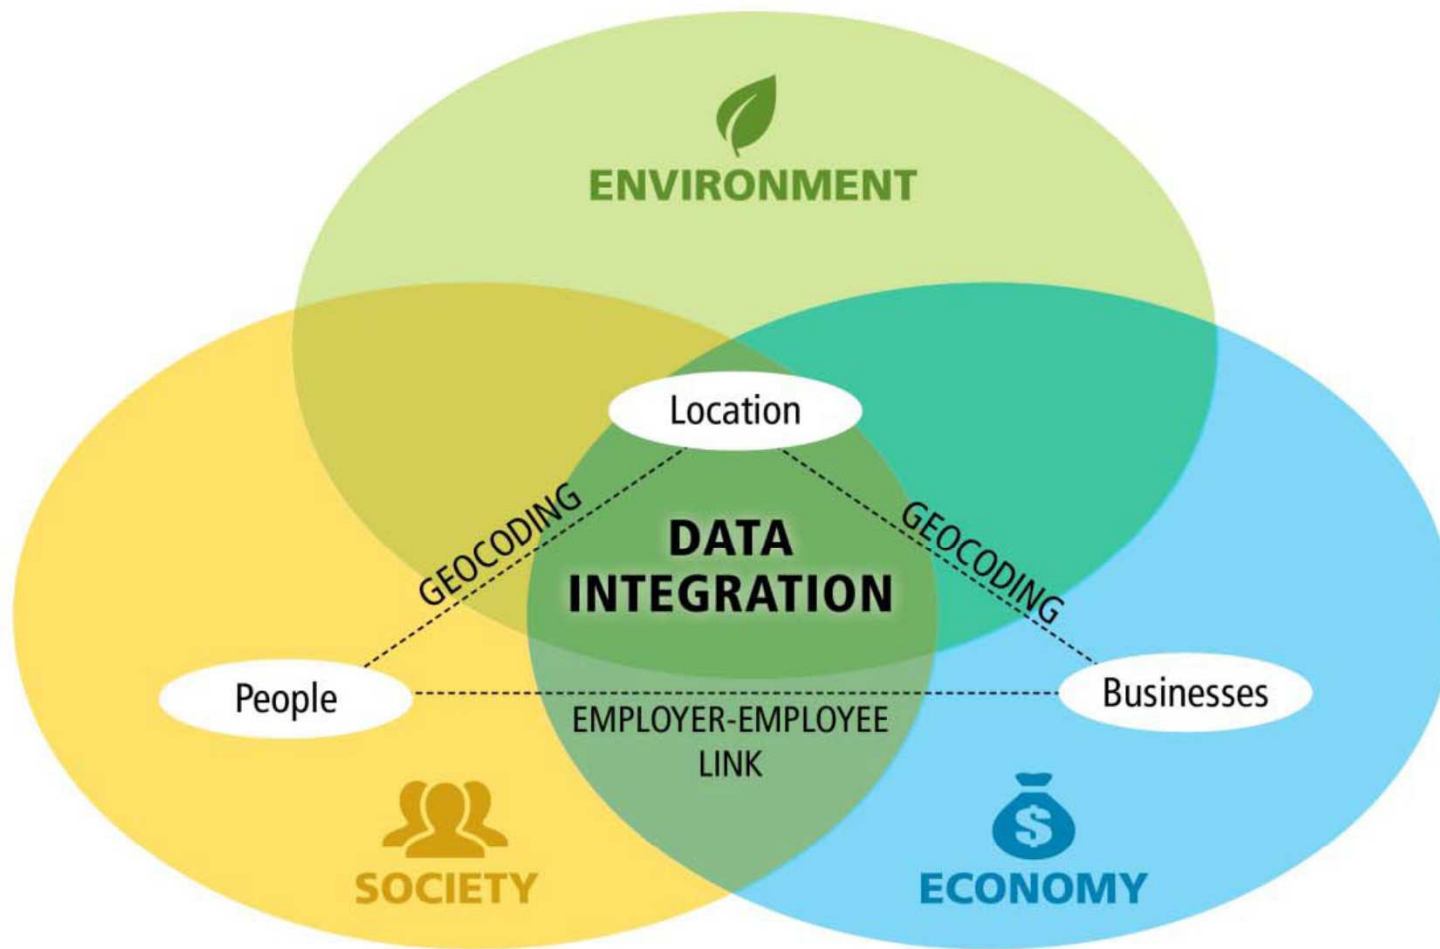 ENVIRONMENT
Location
GEOCODING
GEOCODING
DATA
INTEGRATION
People
Businesses
EMPLOYER-EMPLOYEE
LINK
$
SOCIETY
ECONOMY